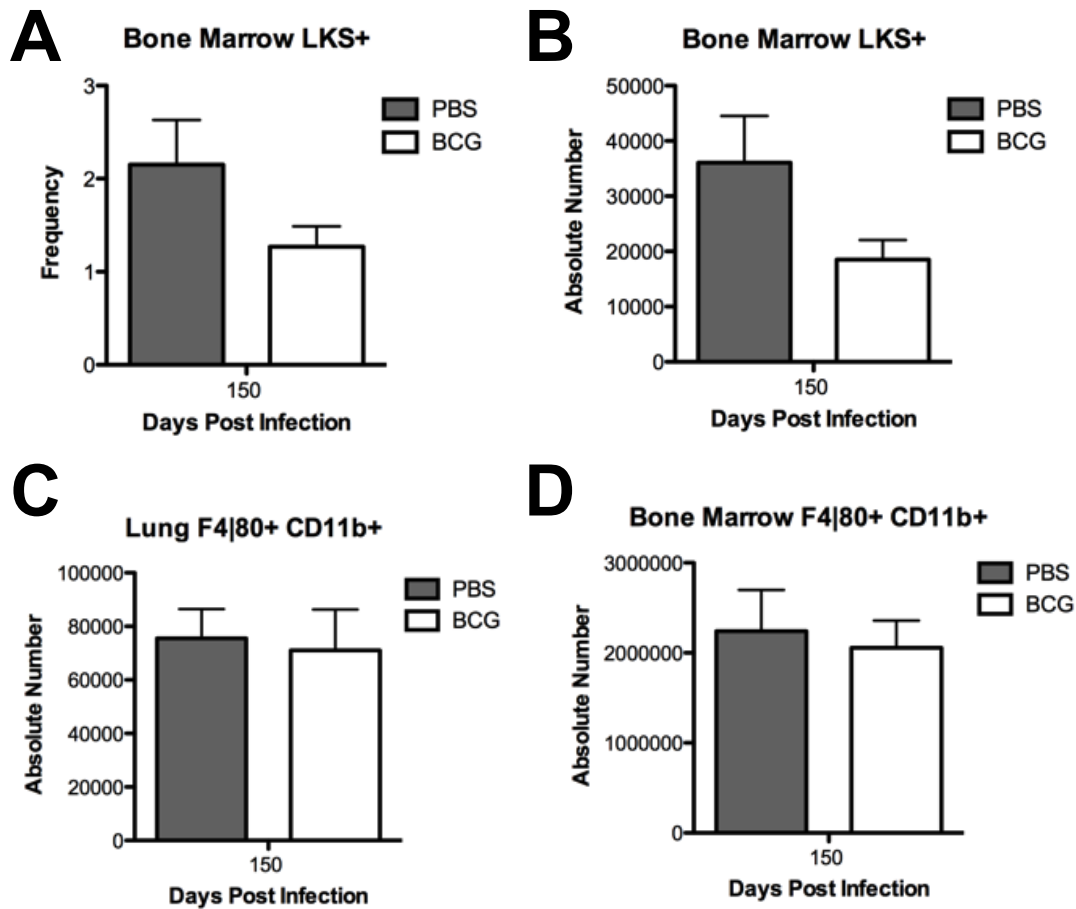 A
Bone Marrow LKS+
3
2
1
0
Frequency
PBS
BCG
150
Days Post Infection
B
Bone Marrow LKS+
50000
40000
30000
20000
10000
0
Absolute Number
PBS
BCG
150
Days Post Infection
C
Lung F4|80+ CD11b+
100000
80000
60000
40000
20000
0
Absolute Number
PBS
BCG
150
Days Post Infection
D
Bone Marrow F4|80+ CD11b+
3000000
2000000
1000000
0
Absolute Number
PBS
BCG
150
Days Post Infection